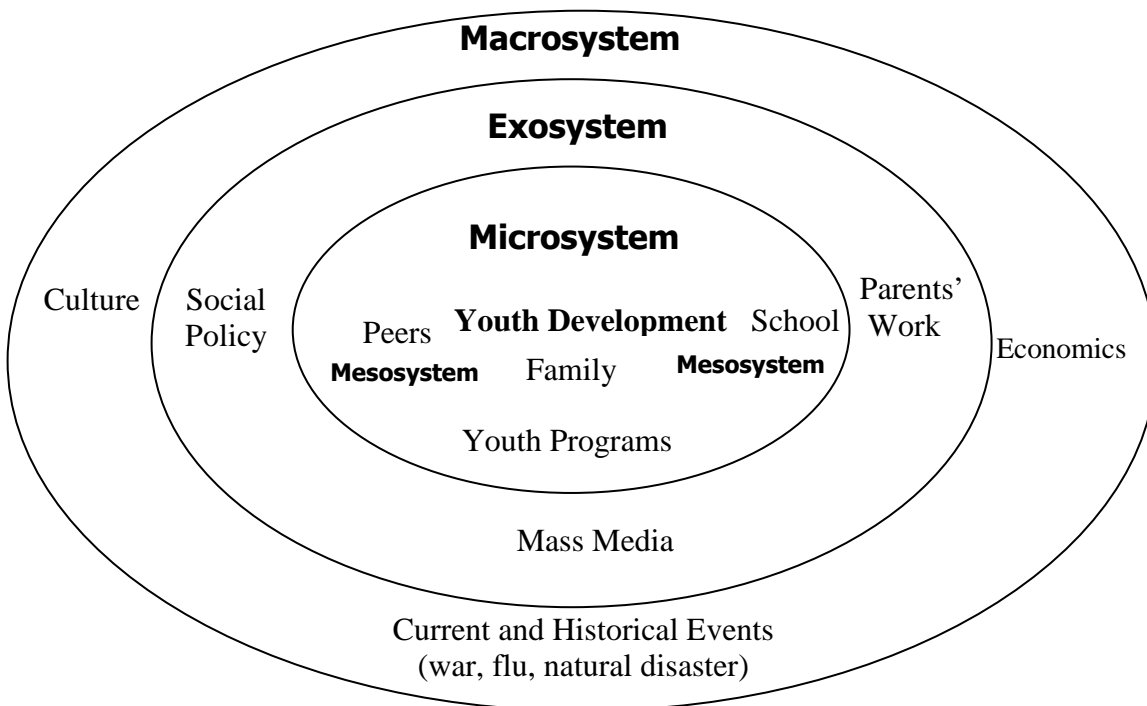 Macrosystem
Exosystem
Microsystem
Culture
Social
Policy
Peers
Youth Development
School
Parents’
Work
Economics
Mesosystem
Family
Mesosystem
Youth Programs
Mass Media
Current and Historical Events
(war, flu, natural disaster)